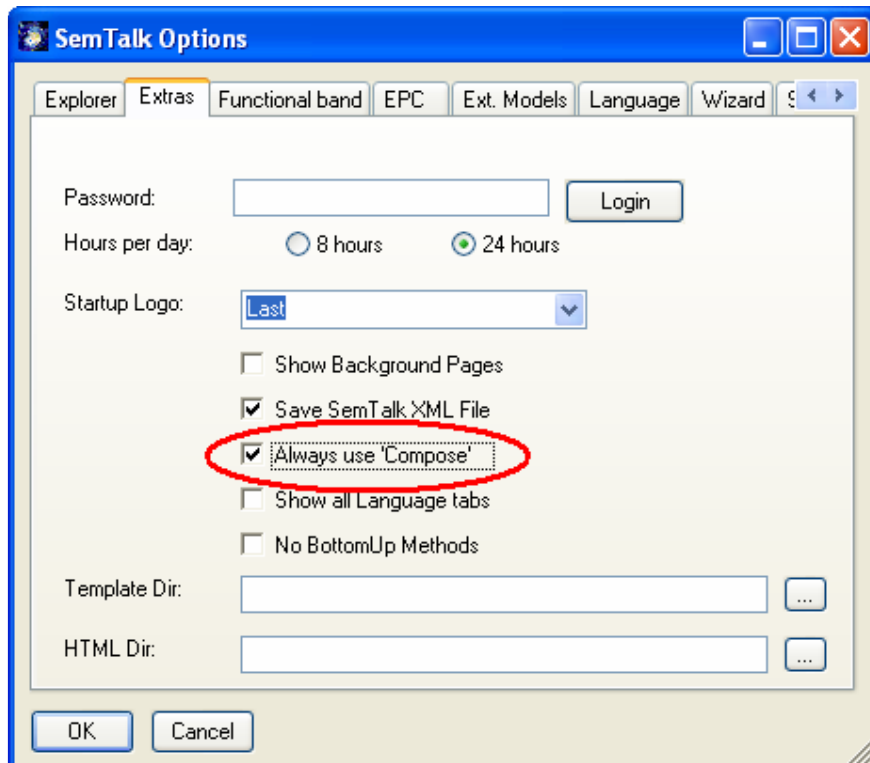 SemTalk Options
Explorer Extras Functional band EPC Ext. Models Language Wizard
Password: Login
Hours per day: 8 hours 24 hours
Startup Logo: Last
Show Background Pages
Save SemTalk XML File
Always use 'Compose'
Show all Language tabs
No BottomUp Methods
Template Dir: ...
HTML Dir: ...
OK Cancel